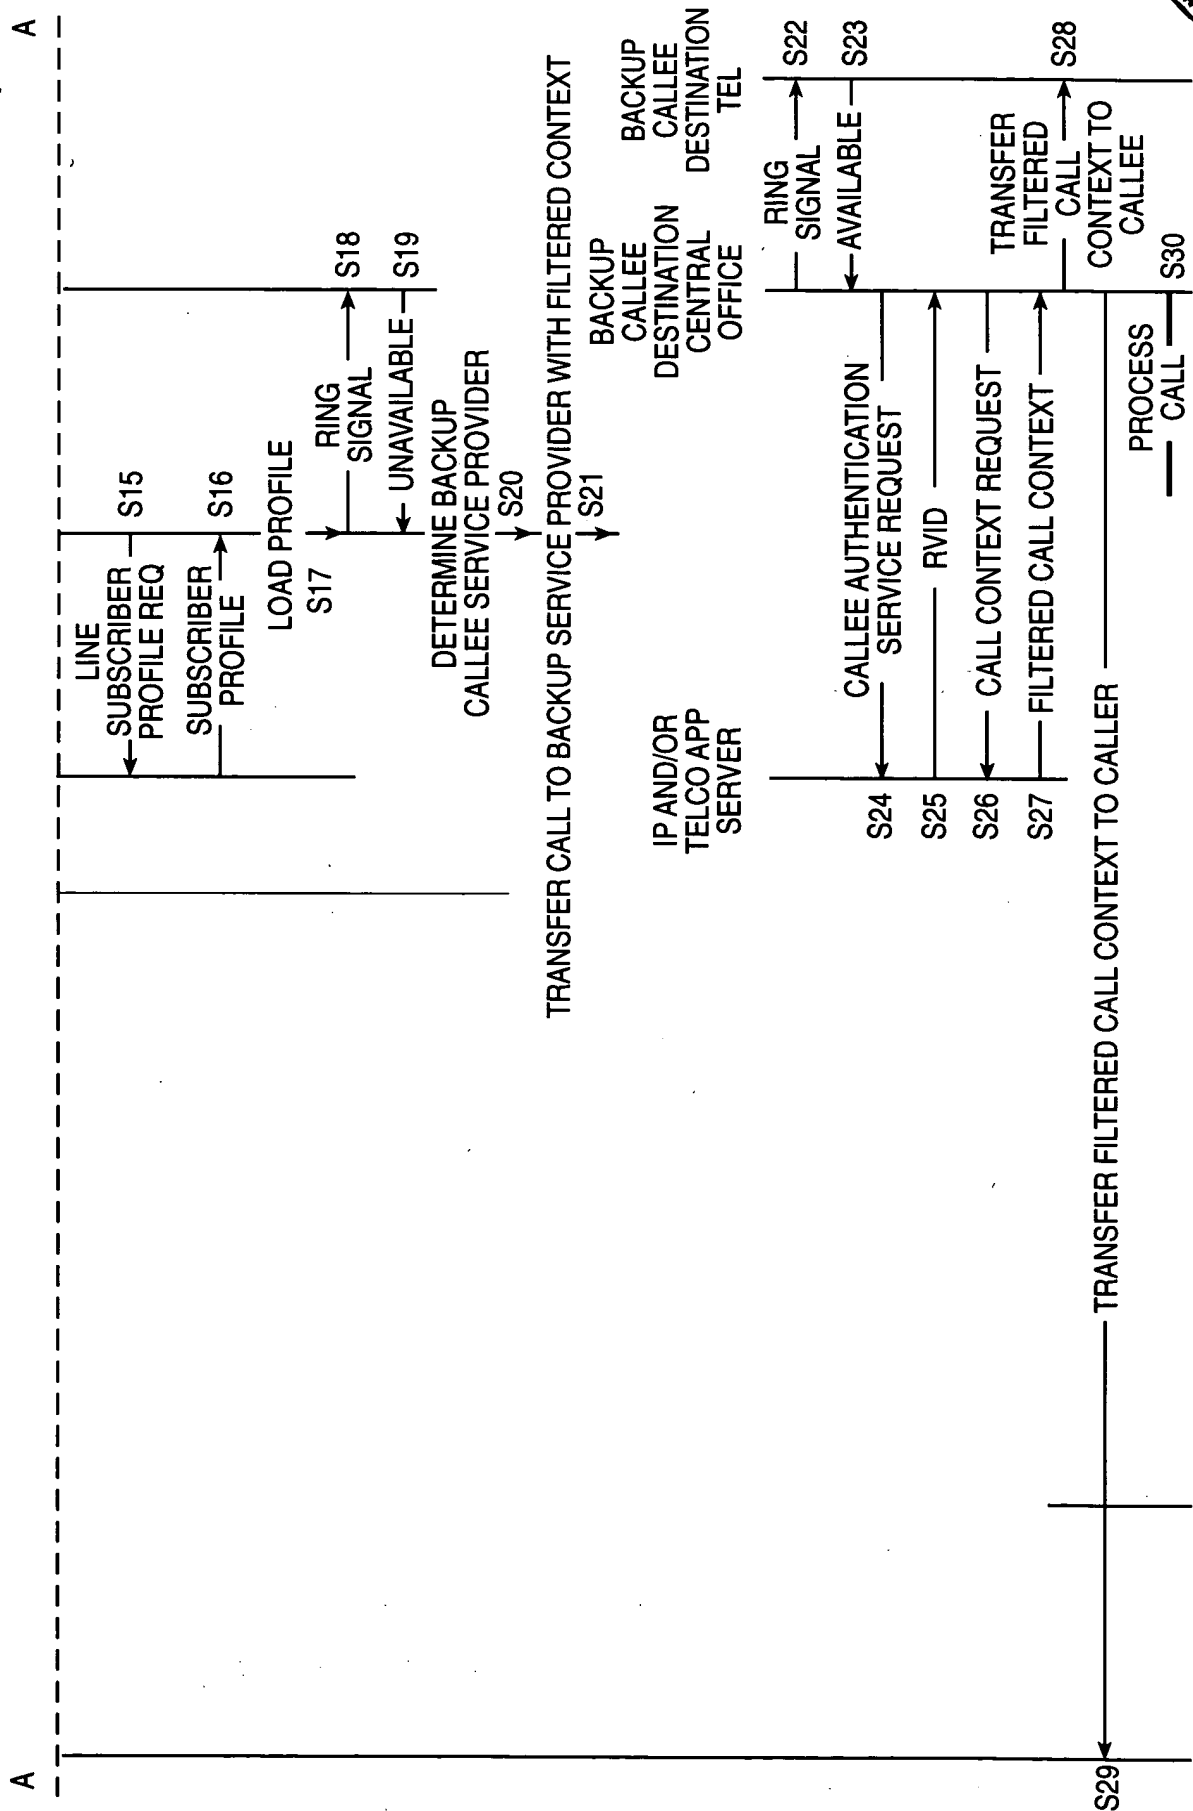 A
A
LINE
SUBSCRIBER
PROFILE REQ
S15
SUBSCRIBER
PROFILE
S16
LOAD PROFILE
S17
RING
SIGNAL
S18
UNAVAILABLE
S19
DETERMINE BACKUP
CALLEE SERVICE PROVIDER
S20
TRANSFER CALL TO BACKUP SERVICE PROVIDER WITH FILTERED CONTEXT
S21
IP AND/OR
TELCO APP
SERVER
BACKUP
CALLEE
DESTINATION
CENTRAL
OFFICE
BACKUP
CALLEE
DESTINATION
TEL
RING
SIGNAL
S22
AVAILABLE
S23
S24
CALLEE AUTHENTICATION
SERVICE REQUEST
S25
RVID
S26
CALL CONTEXT REQUEST
S27
FILTERED CALL CONTEXT
TRANSFER
FILTERED
CALL
CONTEXT TO
CALLEE
S28
S29
TRANSFER FILTERED CALL CONTEXT TO CALLER
PROCESS
CALL
S30